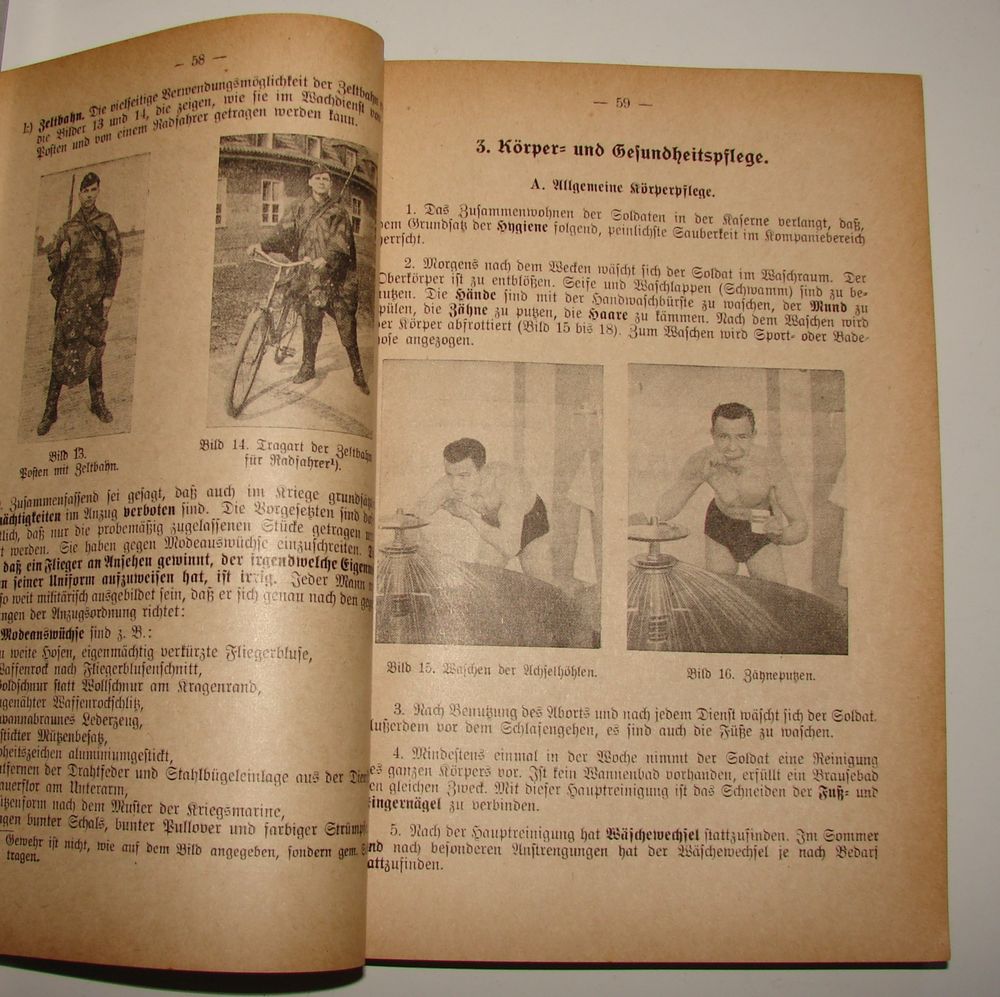 — 58 —
k) Zeltbahn. Die vielseitige Verwendungsmöglichkeit der Zeltbahn
die Bilder 13 und 14, die zeigen, wie sie im Wachdienst
Posten und von einem Radfahrer getragen werden kann.
Bild 13.
Posten mit Zeltbahn.
Bild 14. Tragart der Zeltbahn
für Radfahrer¹).
Zusammenfassend sei gesagt, daß auch im Kriege
mächtigkeiten im Anzug verboten sind. Die Vorgesetzten sind
tlich, daß nur die probemäßig zugelassenen Stücke getragen
t werden. Sie haben gegen Modeauswüchse einzuschreiten.
daß ein Flieger an Ansehen gewinnt, der irgendwelche
n seiner Uniform aufzuweisen hat, ist irrig. Jeder Mann
so weit militärisch ausgebildet sein, daß er sich genau nach den
ngen der Anzugsordnung richtet:
Modeauswüchse sind z. B.:
u weite Hosen, eigenmächtig verkürzte Fliegerbluse,
Waffenrock nach Fliegerblusenschnitt,
Goldschnur statt Wollschnur am Kragenrand,
genähter Waffenrockschlitz,
wannabraunes Lederzeug,
stickter Mützenbesatz,
oheitszeichen aluminiumgestickt,
tfernen der Drahtfeder und Stahlbügeleinlage aus der
auerflor am Unterarm,
ützenform nach dem Muster der Kriegsmarine,
agen bunter Schals, bunter Pullover und farbiger
Gewehr ist nicht, wie auf dem Bild angegeben, sondern gem.
tragen.
— 59 —
3. Körper- und Gesundheitspflege.
A. Allgemeine Körperpflege.
1. Das Zusammenwohnen der Soldaten in der Kaserne verlangt, daß,
dem Grundsatz der Hygiene folgend, peinlichste Sauberkeit im Kompaniebereich
herrscht.
2. Morgens nach dem Wecken wäscht sich der Soldat im Waschraum. Der
Oberkörper ist zu entblößen. Seife und Waschlappen (Schwamm) sind zu be-
nutzen. Die Hände sind mit der Handwaschbürste zu waschen, der Mund zu
spülen, die Zähne zu putzen, die Haare zu kämmen. Nach dem Waschen wird
der Körper abfrottiert (Bild 15 bis 18). Zum Waschen wird Sport- oder Bade-
hose angezogen.
Bild 15. Waschen der Achselhöhlen.
Bild 16. Zähneputzen.
3. Nach Benutzung des Aborts und nach jedem Dienst wäscht sich der Soldat.
Außerdem vor dem Schlafengehen, es sind auch die Füße zu waschen.
4. Mindestens einmal in der Woche nimmt der Soldat eine Reinigung
des ganzen Körpers vor. Ist kein Wannenbad vorhanden, erfüllt ein Brausebad
den gleichen Zweck. Mit dieser Hauptreinigung ist das Schneiden der Fuß- und
Fingernägel zu verbinden.
5. Nach der Hauptreinigung hat Wäschewechsel stattzufinden. Im Sommer
und nach besonderen Anstrengungen hat der Wäschewechsel je nach Bedarf
stattzufinden.